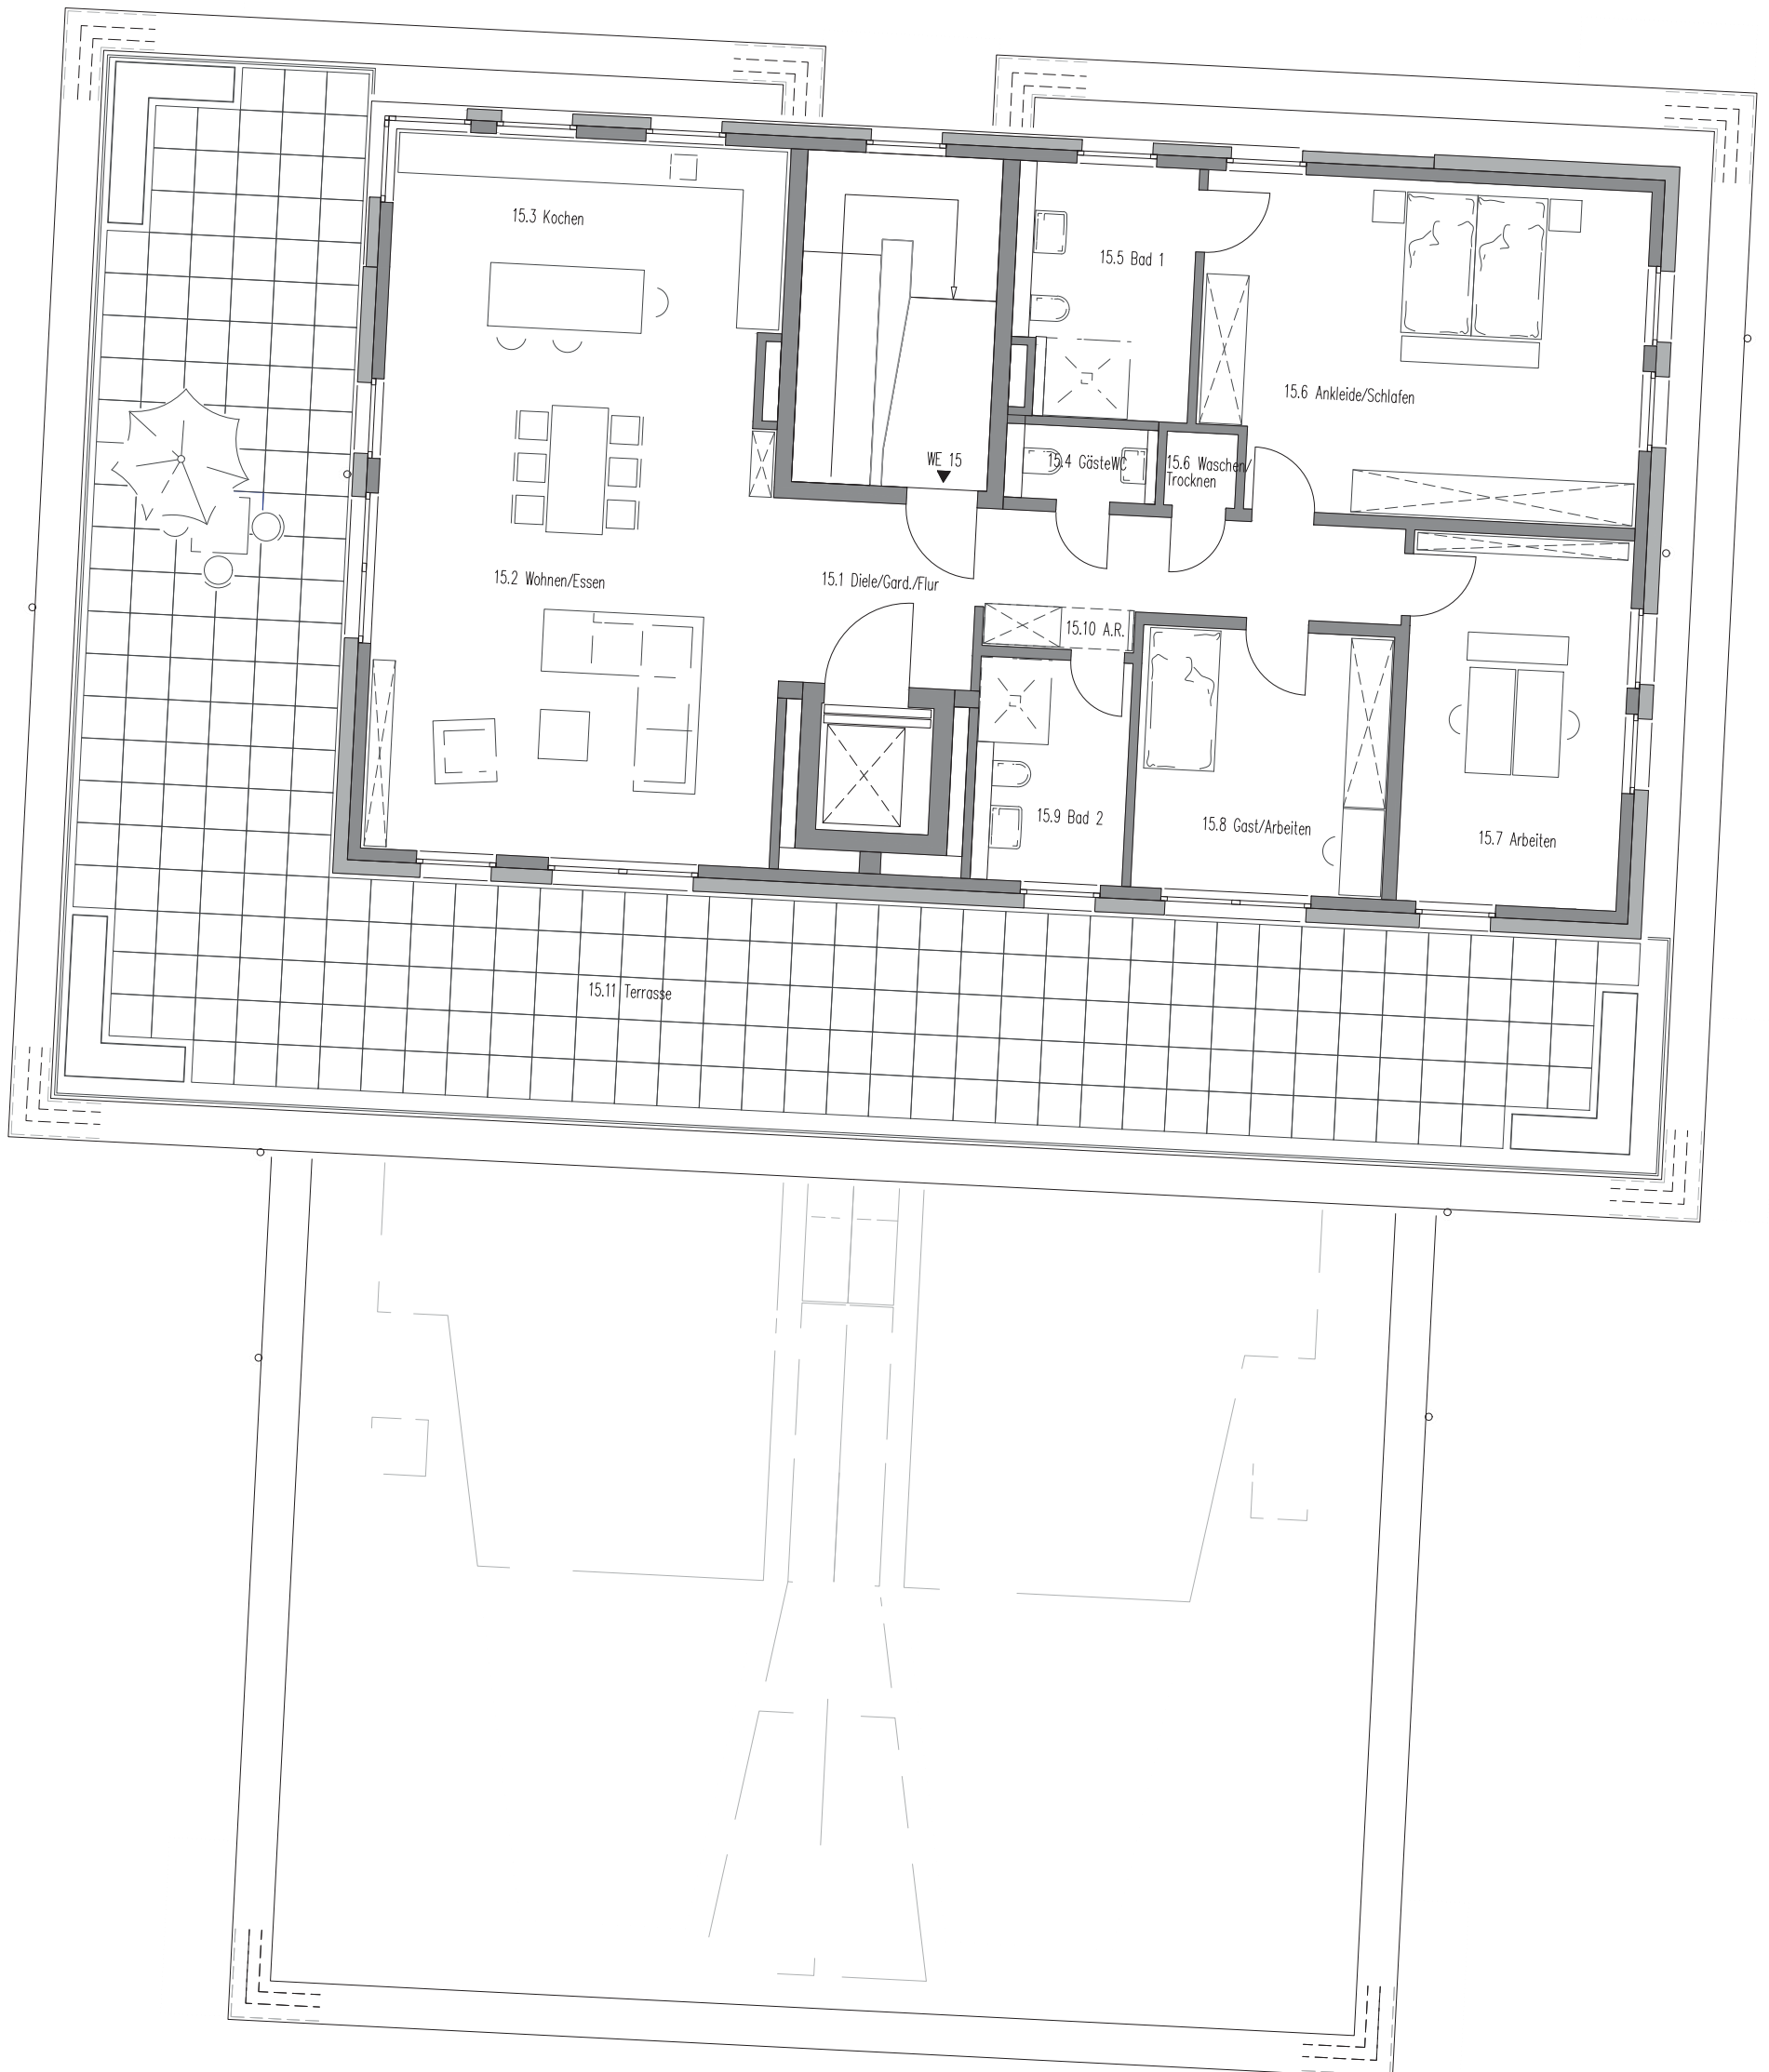 15.3 Kochen
15.5 Bad 1
15.6 Ankleide/Schlafen
WE 15
15.4 GästeWC
15.6 Waschen/
Trocknen
15.2 Wohnen/Essen
15.1 Diele/Gard./Flur
15.10 A.R.
15.9 Bad 2
15.8 Gast/Arbeiten
15.7 Arbeiten
15.11 Terrasse